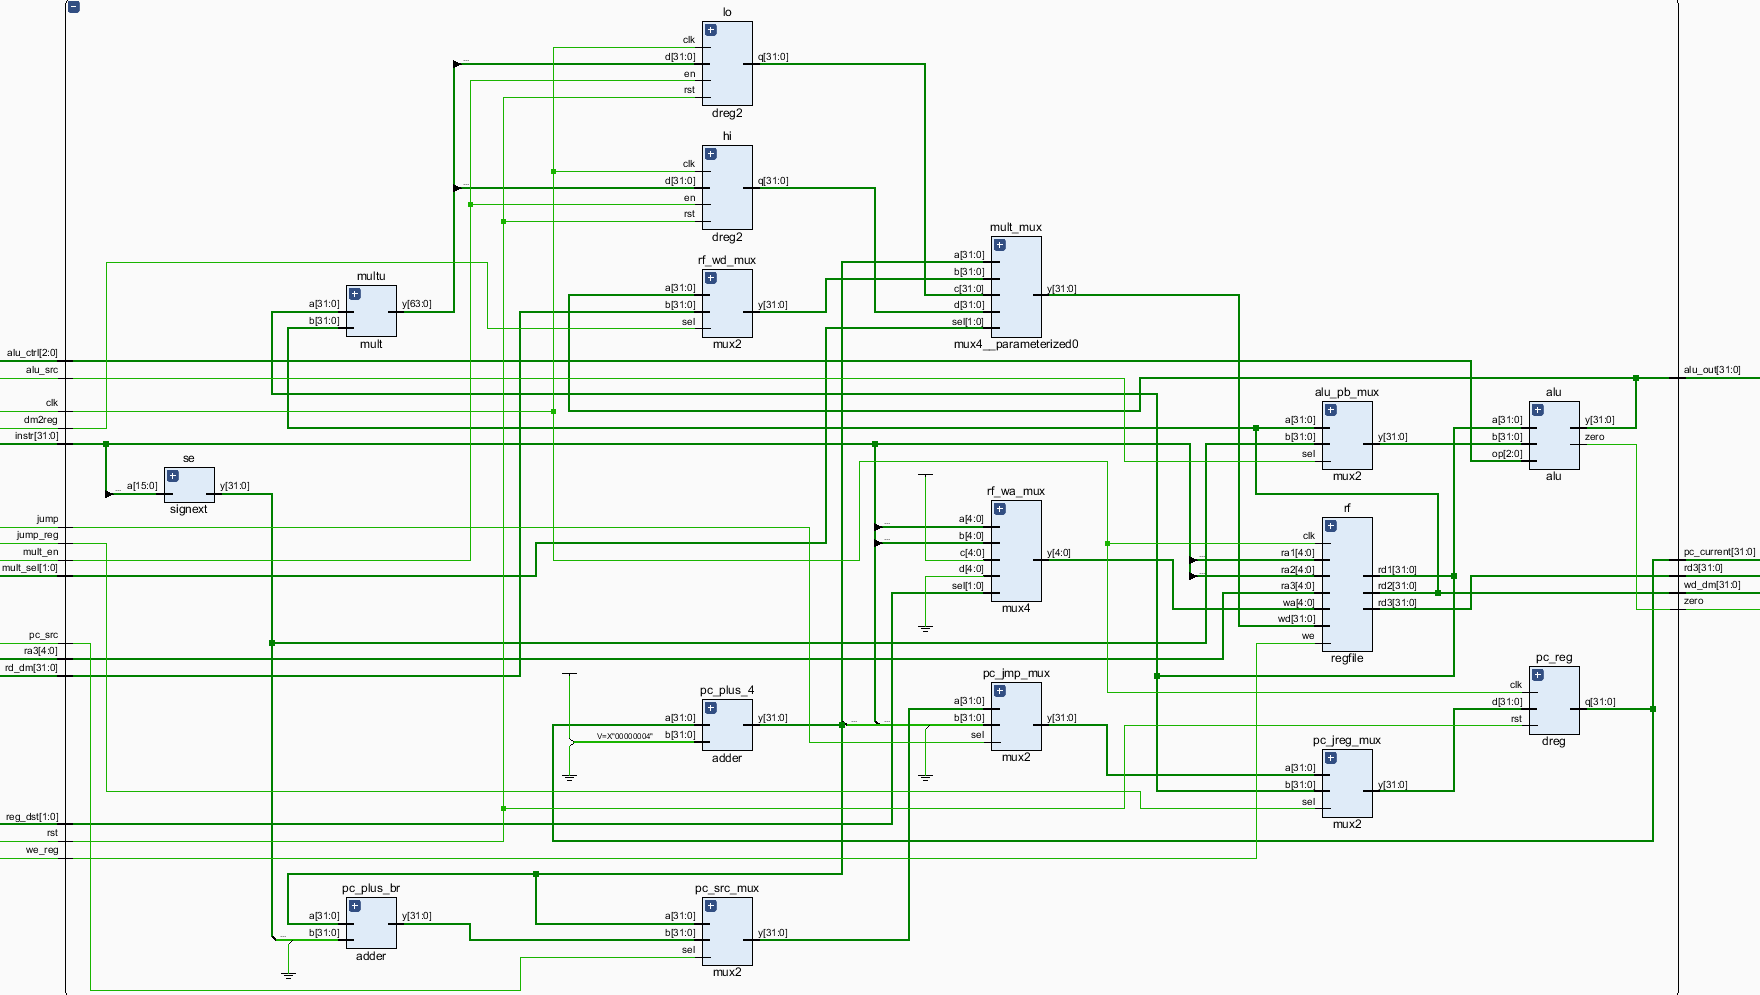 lo
clk
d[31:0]
q[31:0]
en
rst
dreg2
hi
clk
d[31:0]
q[31:0]
en
rst
dreg2
mult_mux
a[31:0]
b[31:0]
c[31:0]
d[31:0]
sel[1:0]
y[31:0]
mux4__parameterized0
rf_wd_mux
a[31:0]
b[31:0]
sel
y[31:0]
mux2
multu
a[31:0]
b[31:0]
y[63:0]
mult
alu_ctrl[2:0]
alu_src
clk
dm2reg
instr[31:0]
alu_out[31:0]
alu_pb_mux
a[31:0]
b[31:0]
sel
y[31:0]
mux2
alu
a[31:0]
b[31:0]
op[2:0]
y[31:0]
zero
alu
se
a[15:0]
y[31:0]
signext
rf_wa_mux
a[4:0]
b[4:0]
c[4:0]
d[4:0]
sel[1:0]
y[4:0]
mux4
rf
clk
ra1[4:0]
ra2[4:0]
ra3[4:0]
wa[4:0]
wd[31:0]
we
rd1[31:0]
rd2[31:0]
rd3[31:0]
regfile
jump
jump_reg
mult_en
mult_sel[1:0]
pc_current[31:0]
rd3[31:0]
wd_dm[31:0]
zero
pc_src
ra3[4:0]
rd_dm[31:0]
pc_plus_4
a[31:0]
V=X"00000004"
b[31:0]
y[31:0]
adder
pc_jmp_mux
a[31:0]
b[31:0]
sel
y[31:0]
mux2
pc_reg
clk
d[31:0]
rst
q[31:0]
dreg
pc_jreg_mux
a[31:0]
b[31:0]
sel
y[31:0]
mux2
reg_dst[1:0]
rst
we_reg
pc_plus_br
a[31:0]
b[31:0]
y[31:0]
adder
pc_src_mux
a[31:0]
b[31:0]
sel
y[31:0]
mux2